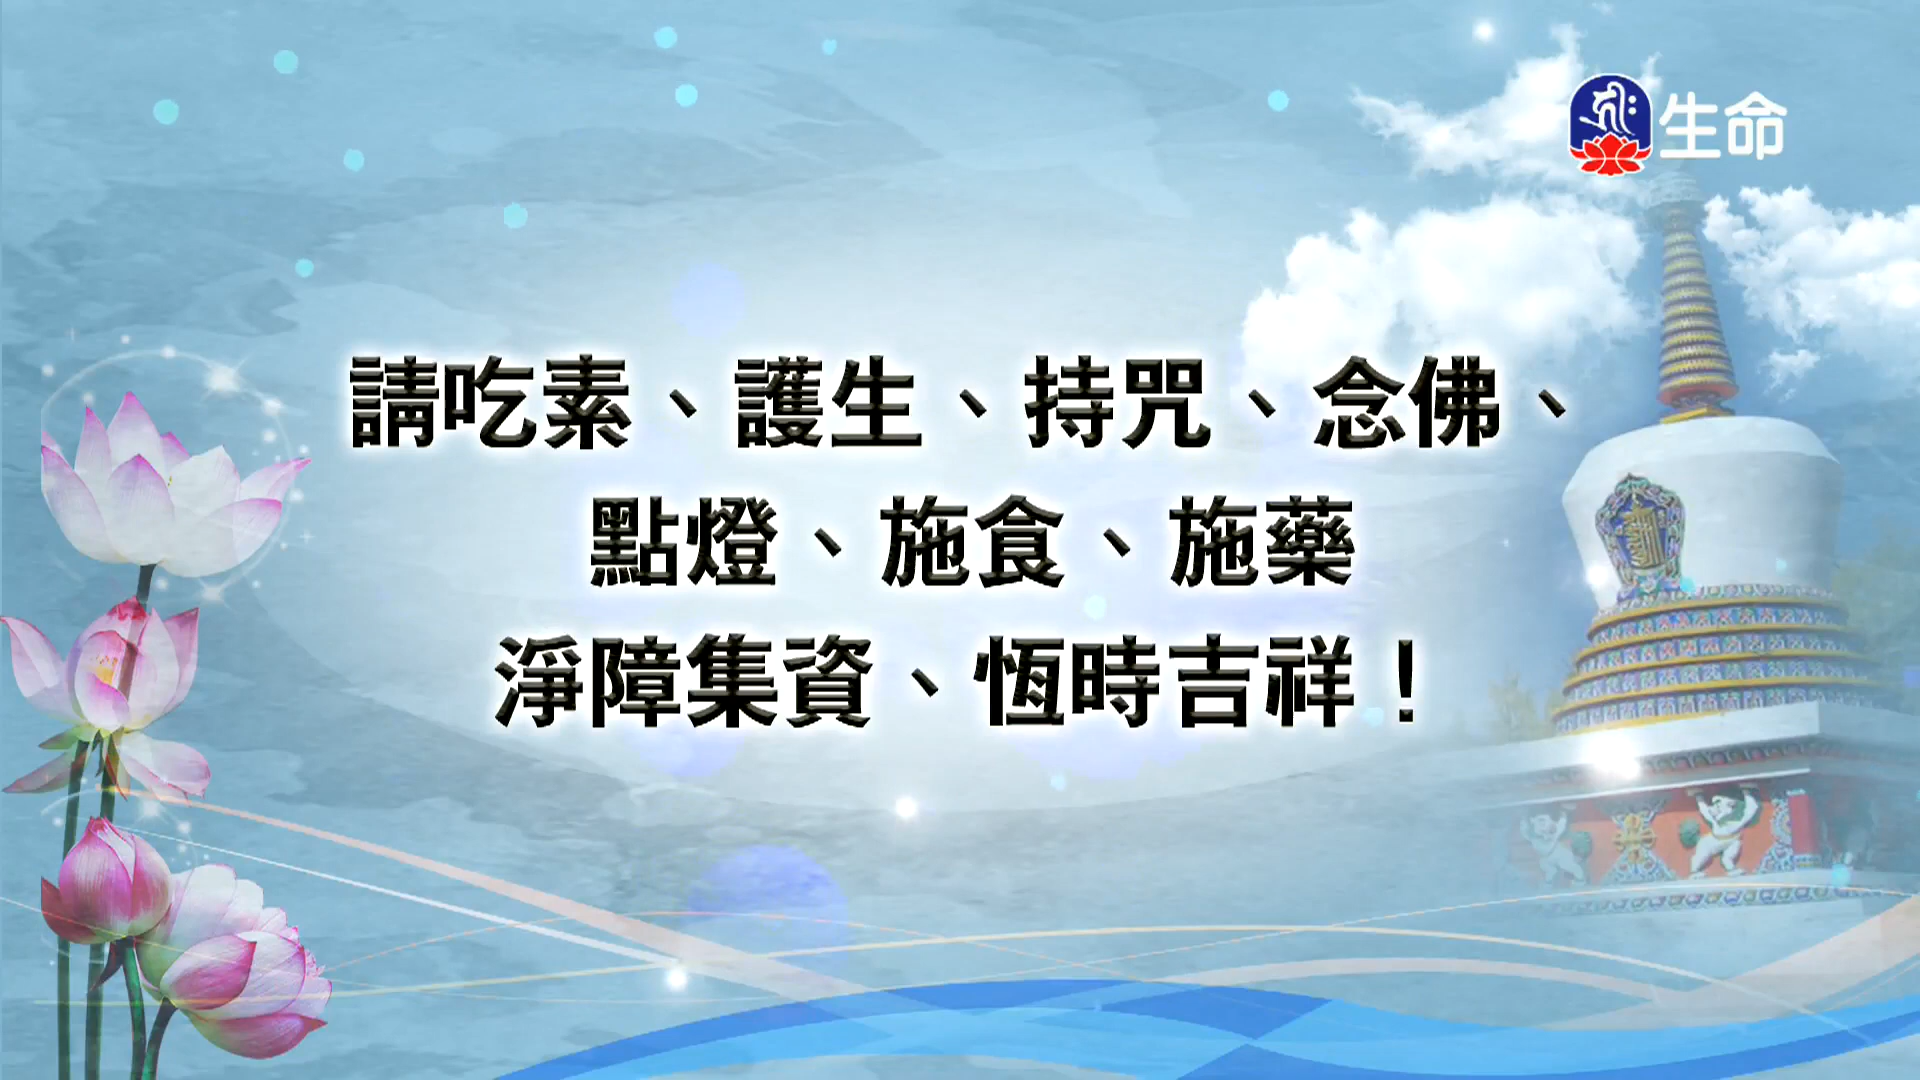 生命
請吃素、護生、持咒、念佛、
點燈、施食、施藥
淨障集資、恆時吉祥！